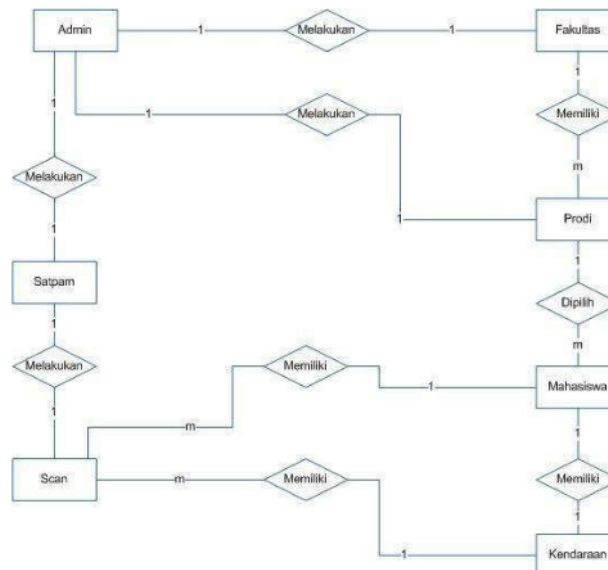 Admin
1
Melakukan
1
Fakultas
1
1
1
Melakukan
Memiliki
1
m
Melakukan
1
Prodi
1
1
Satpam
Dipilih
1
m
Melakukan
Memiliki
1
Mahasiswa
1
m
1
Scan
m
Memiliki
Memiliki
1
1
Kendaraan